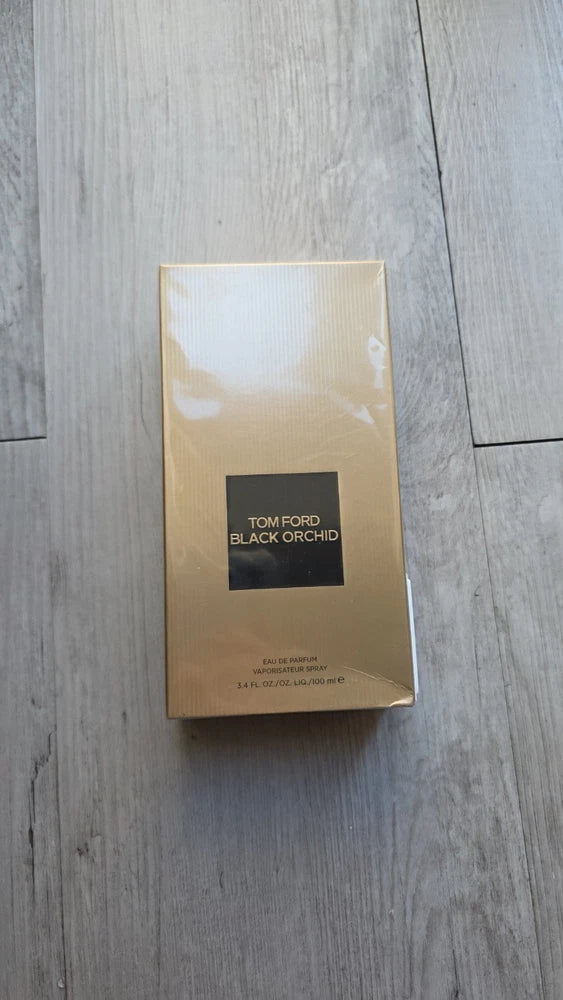 TOM FORD
BLACK ORCHID
EAU DE PARFUM
VAPORISATEUR SPRAY
3.4 FL. OZ./OZ. LIQ./100 ml ℮